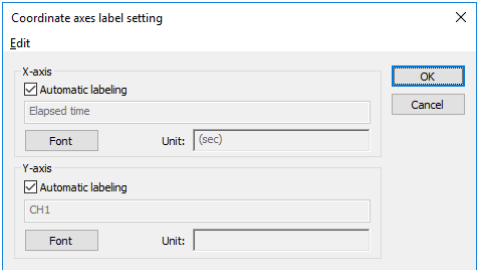 Coordinate axes label setting
Edit
X-axis
Automatic labeling
Elapsed time
Font Unit: (sec)
Y-axis
Automatic labeling
CH1
Font Unit:
OK
Cancel